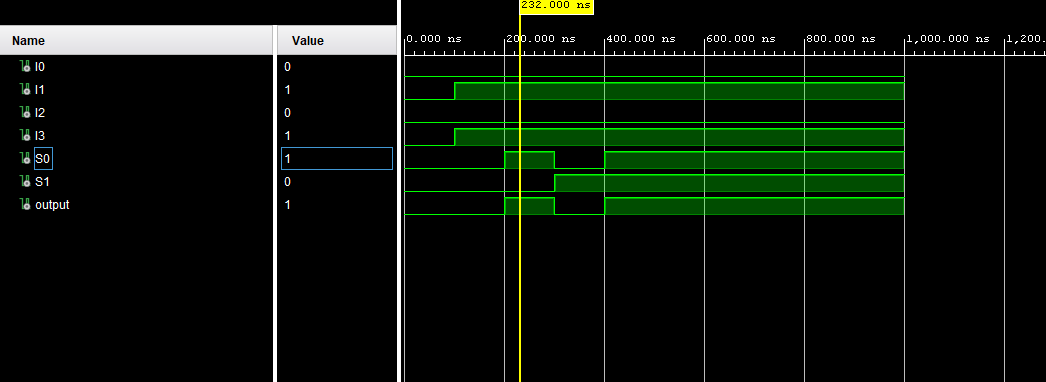 232.000 ns
Name Value
0.000 ns 200.000 ns 400.000 ns 600.000 ns 800.000 ns 1,000.000 ns 1,200.
I0 0
I1 1
I2 0
I3 1
S0 1
S1 0
output 1